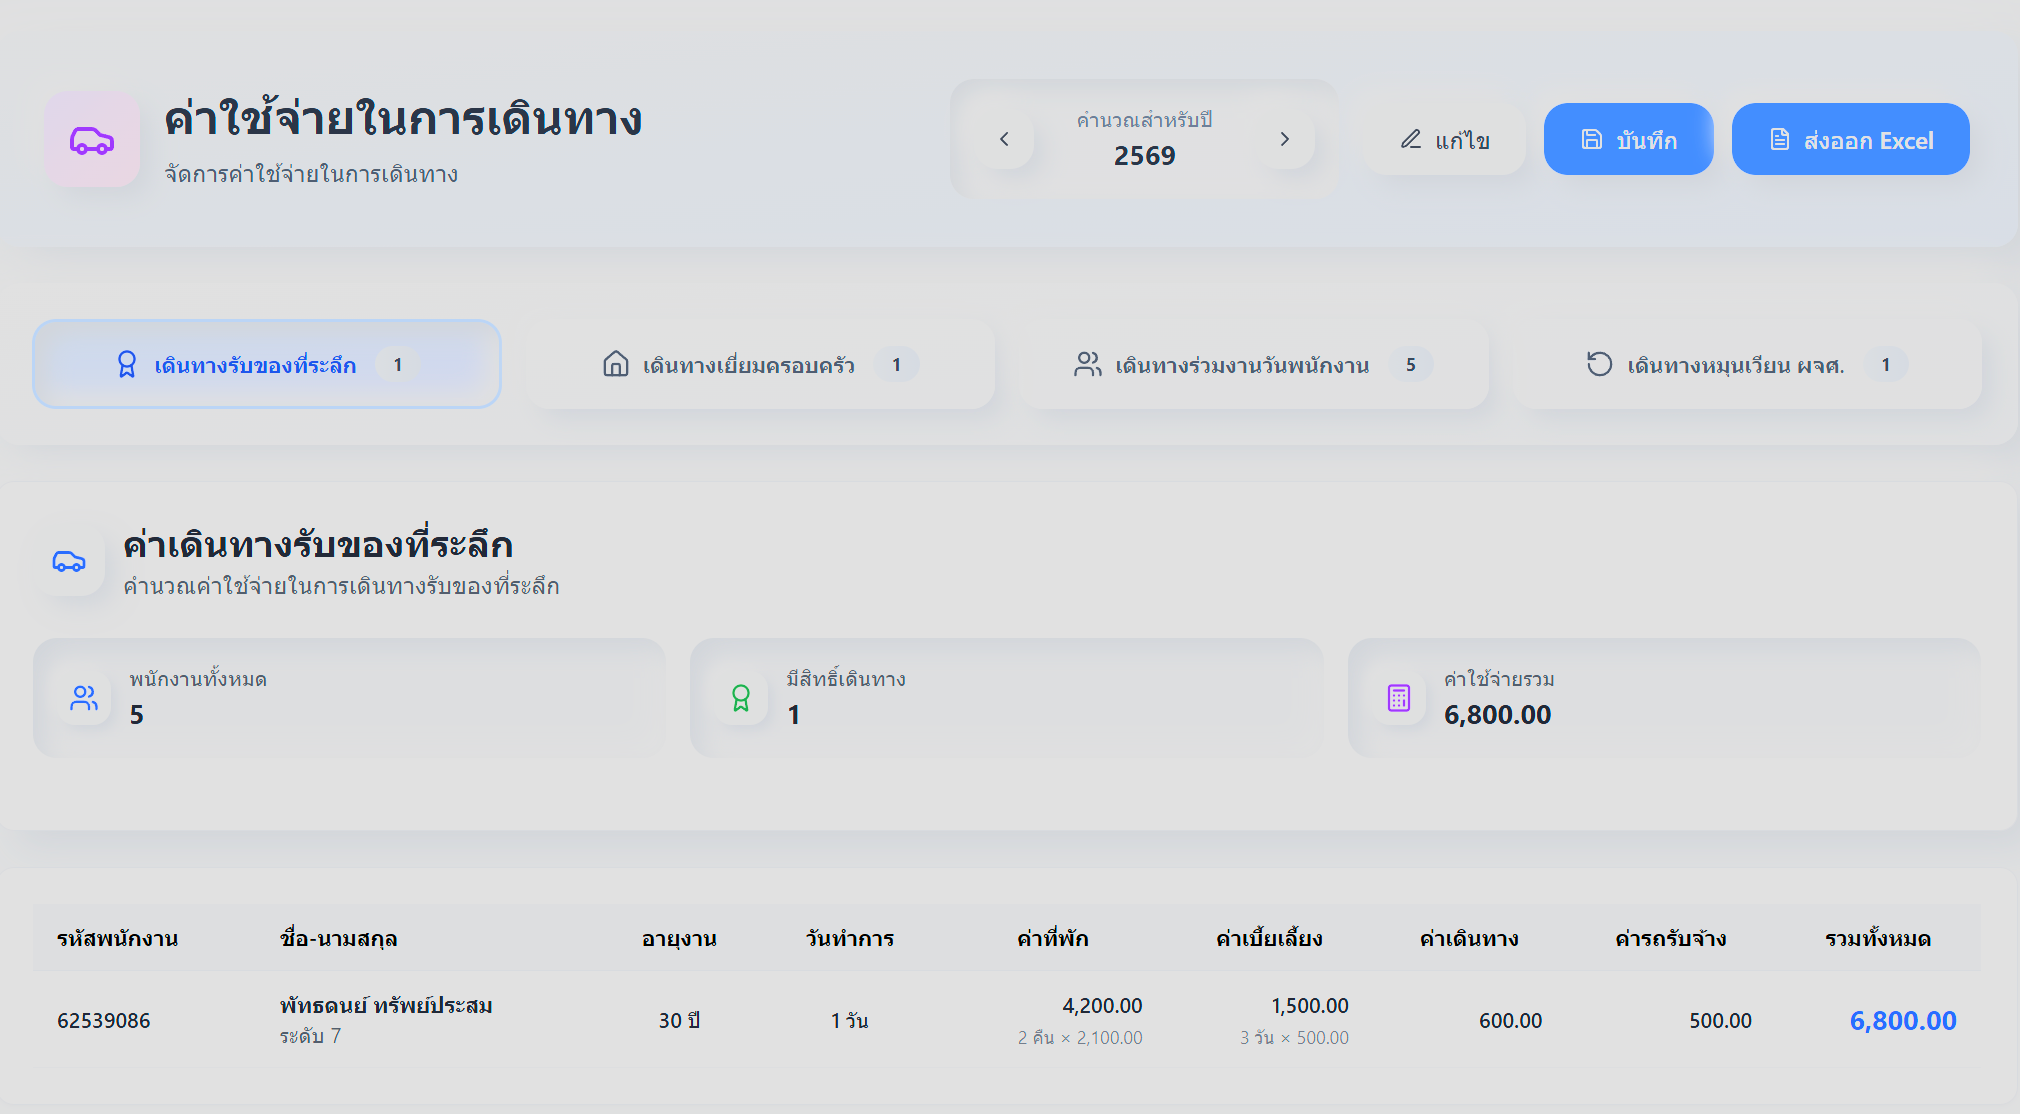 ค่าใช้จ่ายในการเดินทาง
จัดการค่าใช้จ่ายในการเดินทาง
คำนวณสำหรับปี
2569
แก้ไข
บันทึก
ส่งออก Excel
เดินทางรับของที่ระลึก 1
เดินทางเยี่ยมครอบครัว 1
เดินทางร่วมงานวันพนักงาน 5
เดินทางหมุนเวียน ผจศ. 1
ค่าเดินทางรับของที่ระลึก
คำนวณค่าใช้จ่ายในการเดินทางรับของที่ระลึก
พนักงานทั้งหมด
5
มีสิทธิ์เดินทาง
1
ค่าใช้จ่ายรวม
6,800.00
รหัสพนักงาน ชื่อ-นามสกุล อายุงาน วันทำการ ค่าที่พัก ค่าเบี้ยเลี้ยง ค่าเดินทาง ค่ารถรับจ้าง รวมทั้งหมด
62539086 พัทธดนย์ ทรัพย์ประสม 30 ปี 1 วัน 4,200.00 1,500.00 600.00 500.00 6,800.00
ระดับ 7 2 คืน × 2,100.00 3 วัน × 500.00